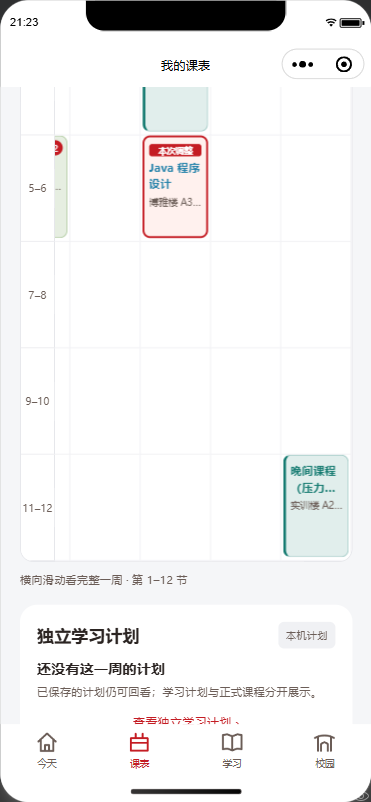 21:23
我的课表
5–6
2
本次调整
Java 程序
设计
博雅楼 A3...
7–8
9–10
11–12
晚间课程
（压力...
实训楼 A2...
横向滑动看完整一周 · 第 1–12 节
独立学习计划
本机计划
还没有这一周的计划
已保存的计划仍可回看；学习计划与正式课程分开展示。
查看独立学习计划 ›
今天
课表
学习
校园